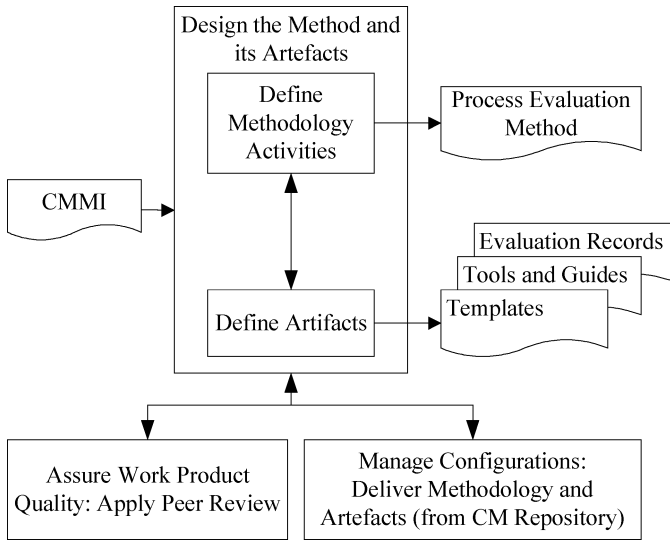 Design the Method and
its Artefacts
Define
Methodology
Activities
Process Evaluation
Method
CMMI
Evaluation Records
Tools and Guides
Templates
Define Artifacts
Assure Work Product
Quality: Apply Peer Review
Manage Configurations:
Deliver Methodology and
Artefacts (from CM Repository)